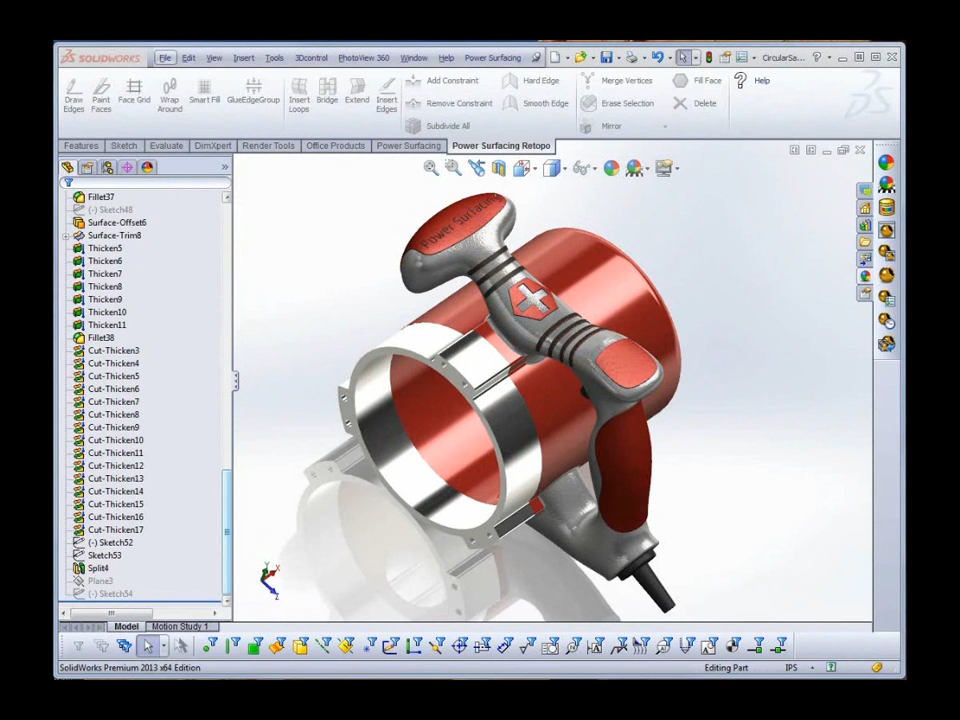 SOLIDWORKS File Edit View Insert Tools 3Dcontrol PhotoView 360 Window Help Power Surfacing CircularSa...
Draw Edges
Paint Faces
Face Grid
Wrap Around
Smart Fill
GlueEdgeGroup
Insert Loops
Bridge
Extend
Insert Edges
Add Constraint
Remove Constraint
Subdivide All
Hard Edge
Smooth Edge
Merge Vertices
Erase Selection
Mirror
Fill Face
Delete
? Help
Features Sketch Evaluate DimXpert Render Tools Office Products Power Surfacing Power Surfacing Retopo
Fillet37
(-) Sketch48
Surface-Offset6
Surface-Trim8
Thicken5
Thicken6
Thicken7
Thicken8
Thicken9
Thicken10
Thicken11
Fillet38
Cut-Thicken3
Cut-Thicken4
Cut-Thicken5
Cut-Thicken6
Cut-Thicken7
Cut-Thicken8
Cut-Thicken9
Cut-Thicken10
Cut-Thicken11
Cut-Thicken12
Cut-Thicken13
Cut-Thicken14
Cut-Thicken15
Cut-Thicken16
Cut-Thicken17
(-) Sketch52
Sketch53
Split4
Plane3
(-) Sketch54
Power Surfacing
Y
X
Z
Model Motion Study 1
SolidWorks Premium 2013 x64 Edition Editing Part IPS